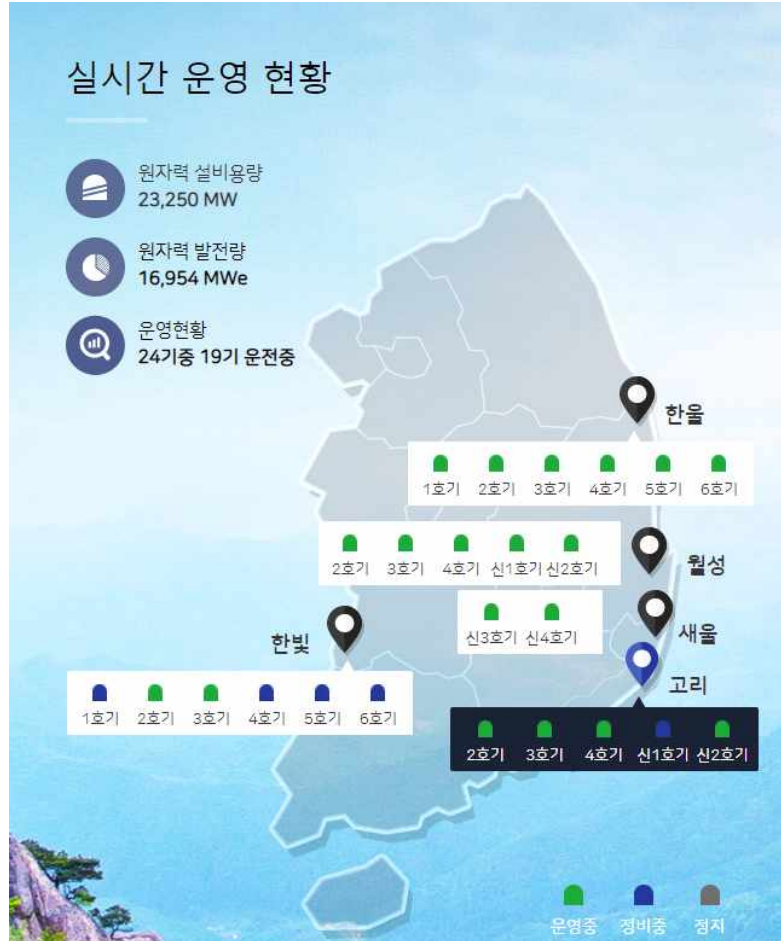 실시간 운영 현황
원자력 설비용량
23,250 MW
원자력 발전량
16,954 MWe
운영현황
24기중 19기 운전중
한울
1호기 2호기 3호기 4호기 5호기 6호기
월성
2호기 3호기 4호기 신1호기 신2호기
새울
신3호기 신4호기
한빛
1호기 2호기 3호기 4호기 5호기 6호기
고리
2호기 3호기 4호기 신1호기 신2호기
운영중 정비중 정지